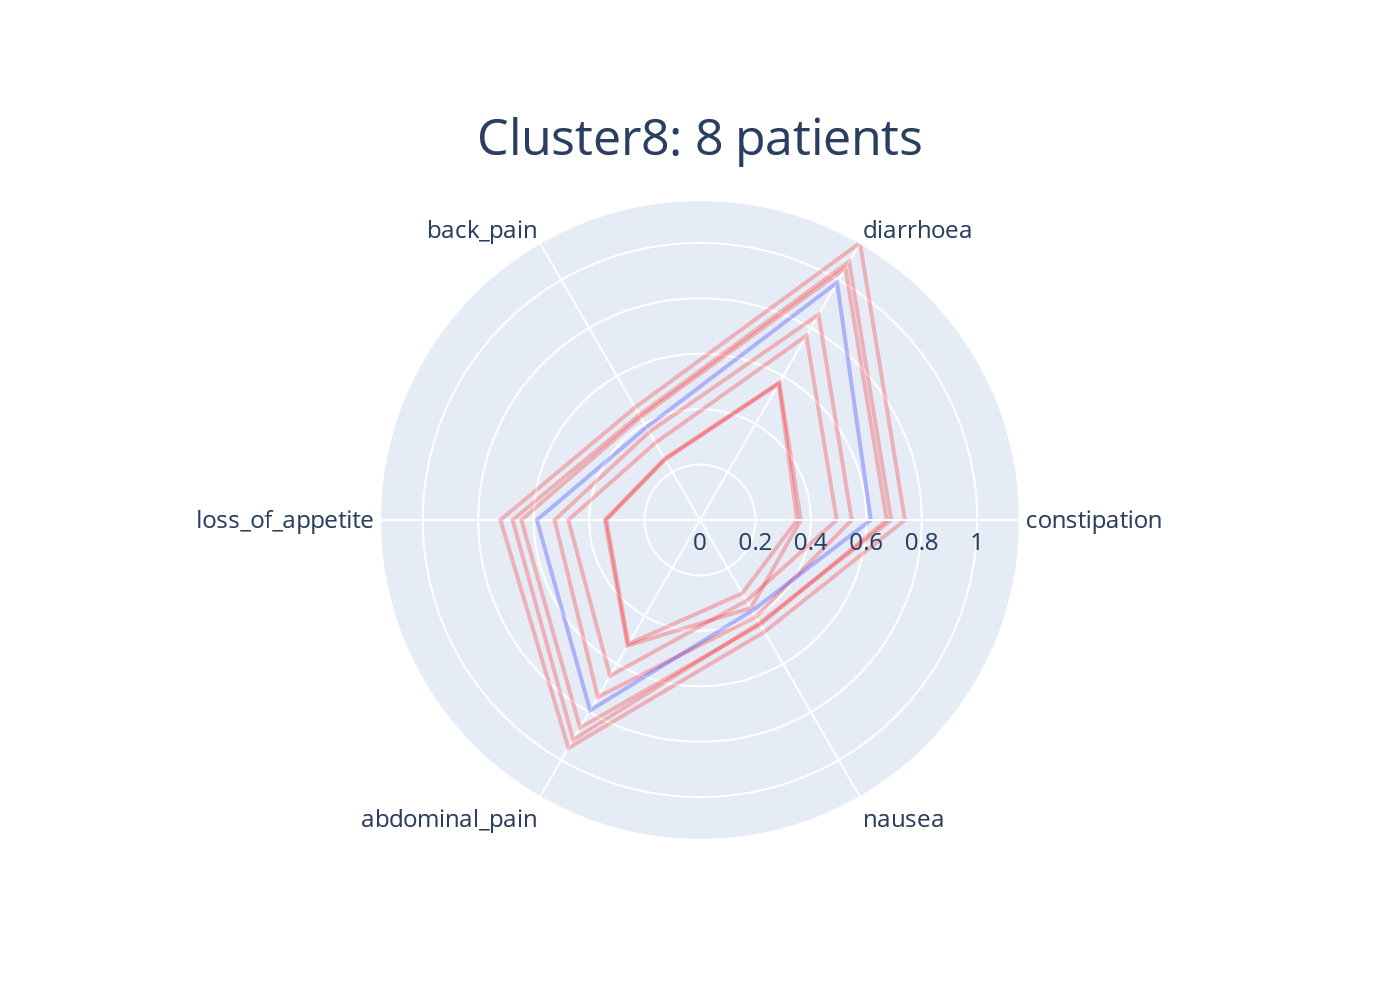 Cluster8: 8 patients
back_pain
diarrhoea
loss_of_appetite
constipation
0 0.2 0.4 0.6 0.8 1
abdominal_pain
nausea